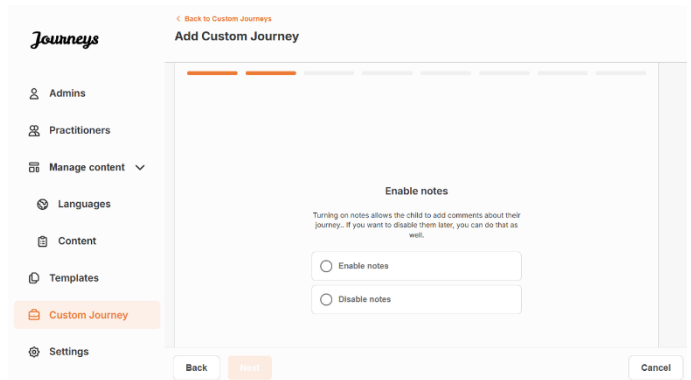 Journeys
Admins
Practitioners
Manage content
Languages
Content
Templates
Custom Journey
Settings
< Back to Custom Journeys
Add Custom Journey
Enable notes
Turning on notes allows the child to add comments about their
journey.. If you want to disable them later, you can do that as
well.
Enable notes
Disable notes
Back
Next
Cancel